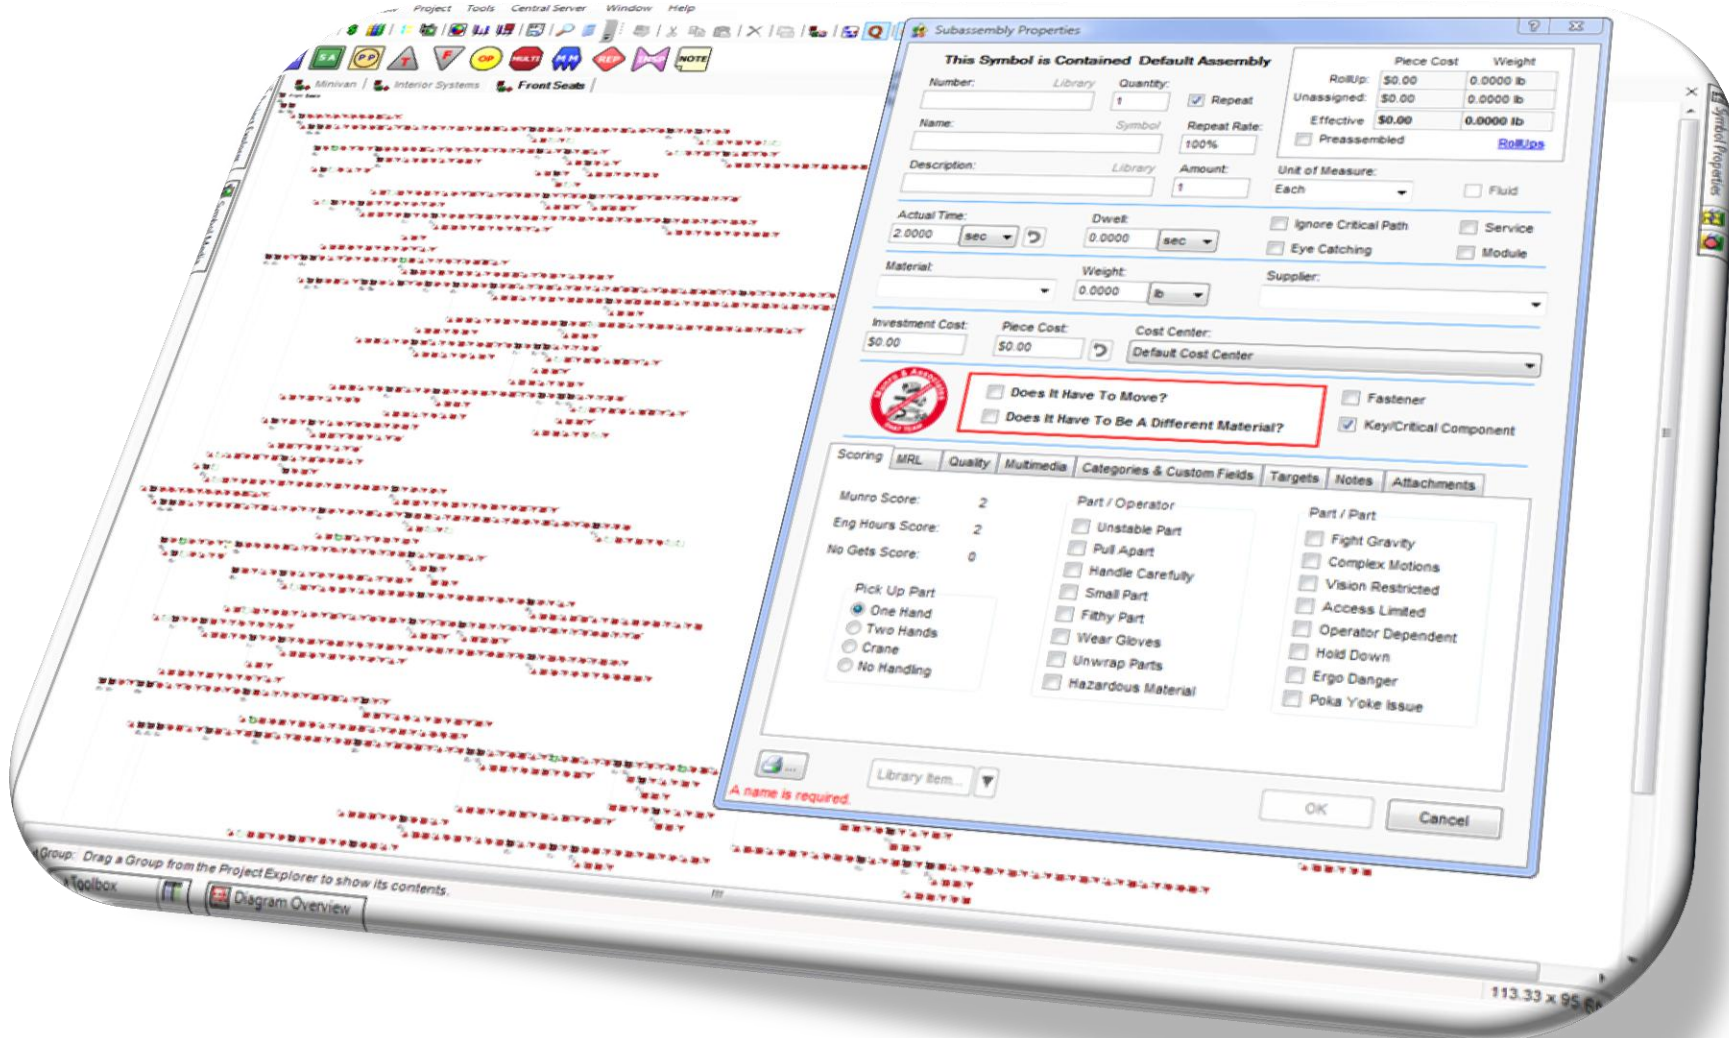 Project Tools Central Server Window Help
SA PP T F OP MULTI MM REP INSP NOTE
Minivan Interior Systems Front Seats
Subassembly Properties
This Symbol is Contained Default Assembly
Piece Cost Weight
RollUp: $0.00 0.0000 lb
Unassigned: $0.00 0.0000 lb
Effective $0.00 0.0000 lb
Preassembled RollUps
Number: Library Quantity:
1 Repeat
Name: Symbol Repeat Rate:
100%
Description: Library Amount: Unit of Measure:
1 Each Fluid
Actual Time: Dwell: Ignore Critical Path Service
2.0000 sec 0.0000 sec Eye Catching Module
Material: Weight: Supplier:
0.0000 lb
Investment Cost: Piece Cost: Cost Center:
$0.00 $0.00 Default Cost Center
Munro & Associates
Does It Have To Move? Fastener
Does It Have To Be A Different Material? Key/Critical Component
Scoring MRL Quality Multimedia Categories & Custom Fields Targets Notes Attachments
Munro Score: 2
Eng Hours Score: 2
No Gets Score: 0
Pick Up Part
One Hand
Two Hands
Crane
No Handling
Part / Operator
Unstable Part
Pull Apart
Handle Carefully
Small Part
Filthy Part
Wear Gloves
Unwrap Parts
Hazardous Material
Part / Part
Fight Gravity
Complex Motions
Vision Restricted
Access Limited
Operator Dependent
Hold Down
Ergo Danger
Poka Yoke Issue
... Library Item... OK Cancel
A name is required.
Symbol Properties
Group: Drag a Group from the Project Explorer to show its contents.
Toolbox Diagram Overview
113.33 x 95.6